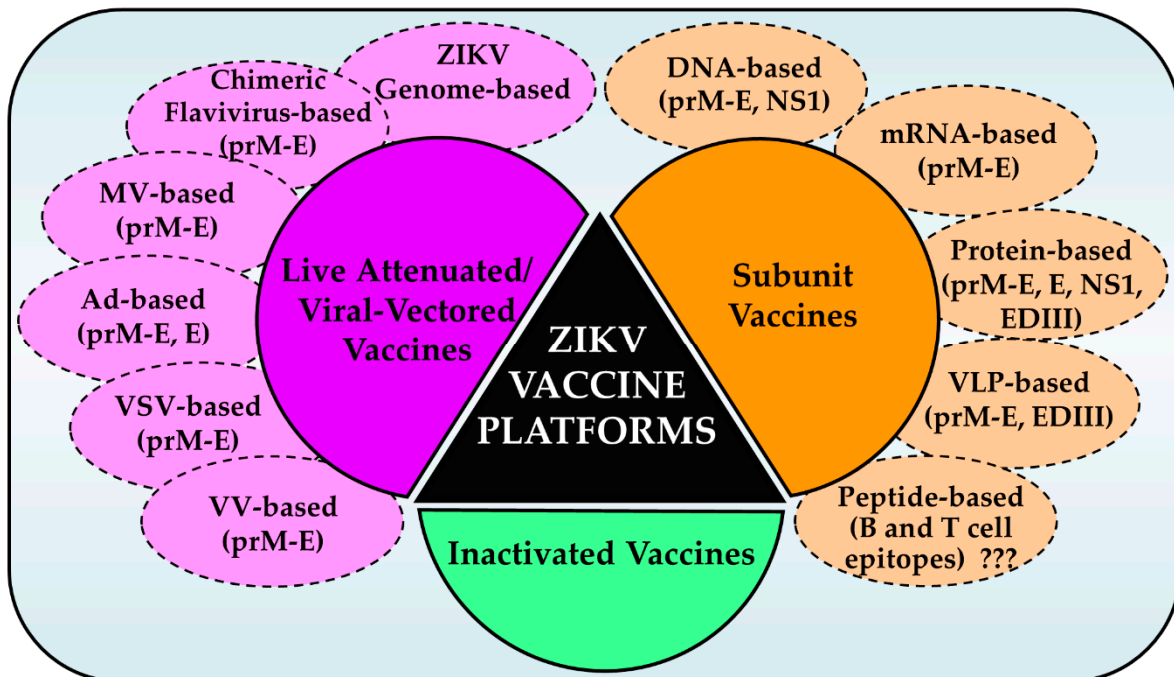 ZIKV
Genome-based
Chimeric
Flavivirus-based
(prM-E)
MV-based
(prM-E)
Ad-based
(prM-E, E)
VSV-based
(prM-E)
VV-based
(prM-E)
Live Attenuated/
Viral-Vectored
Vaccines
ZIKV
VACCINE
PLATFORMS
Subunit
Vaccines
DNA-based
(prM-E, NS1)
mRNA-based
(prM-E)
Protein-based
(prM-E, E, NS1,
EDIII)
VLP-based
(prM-E, EDIII)
Peptide-based
(B and T cell
epitopes) ???
Inactivated Vaccines